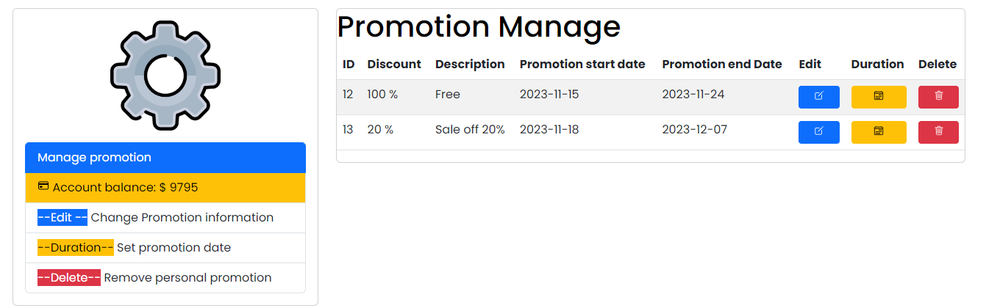 Manage promotion
Account balance: $ 9795
--Edit -- Change Promotion information
--Duration-- Set promotion date
--Delete-- Remove personal promotion
Promotion Manage
ID Discount Description Promotion start date Promotion end Date Edit Duration Delete
12 100 % Free 2023-11-15 2023-11-24
13 20 % Sale off 20% 2023-11-18 2023-12-07